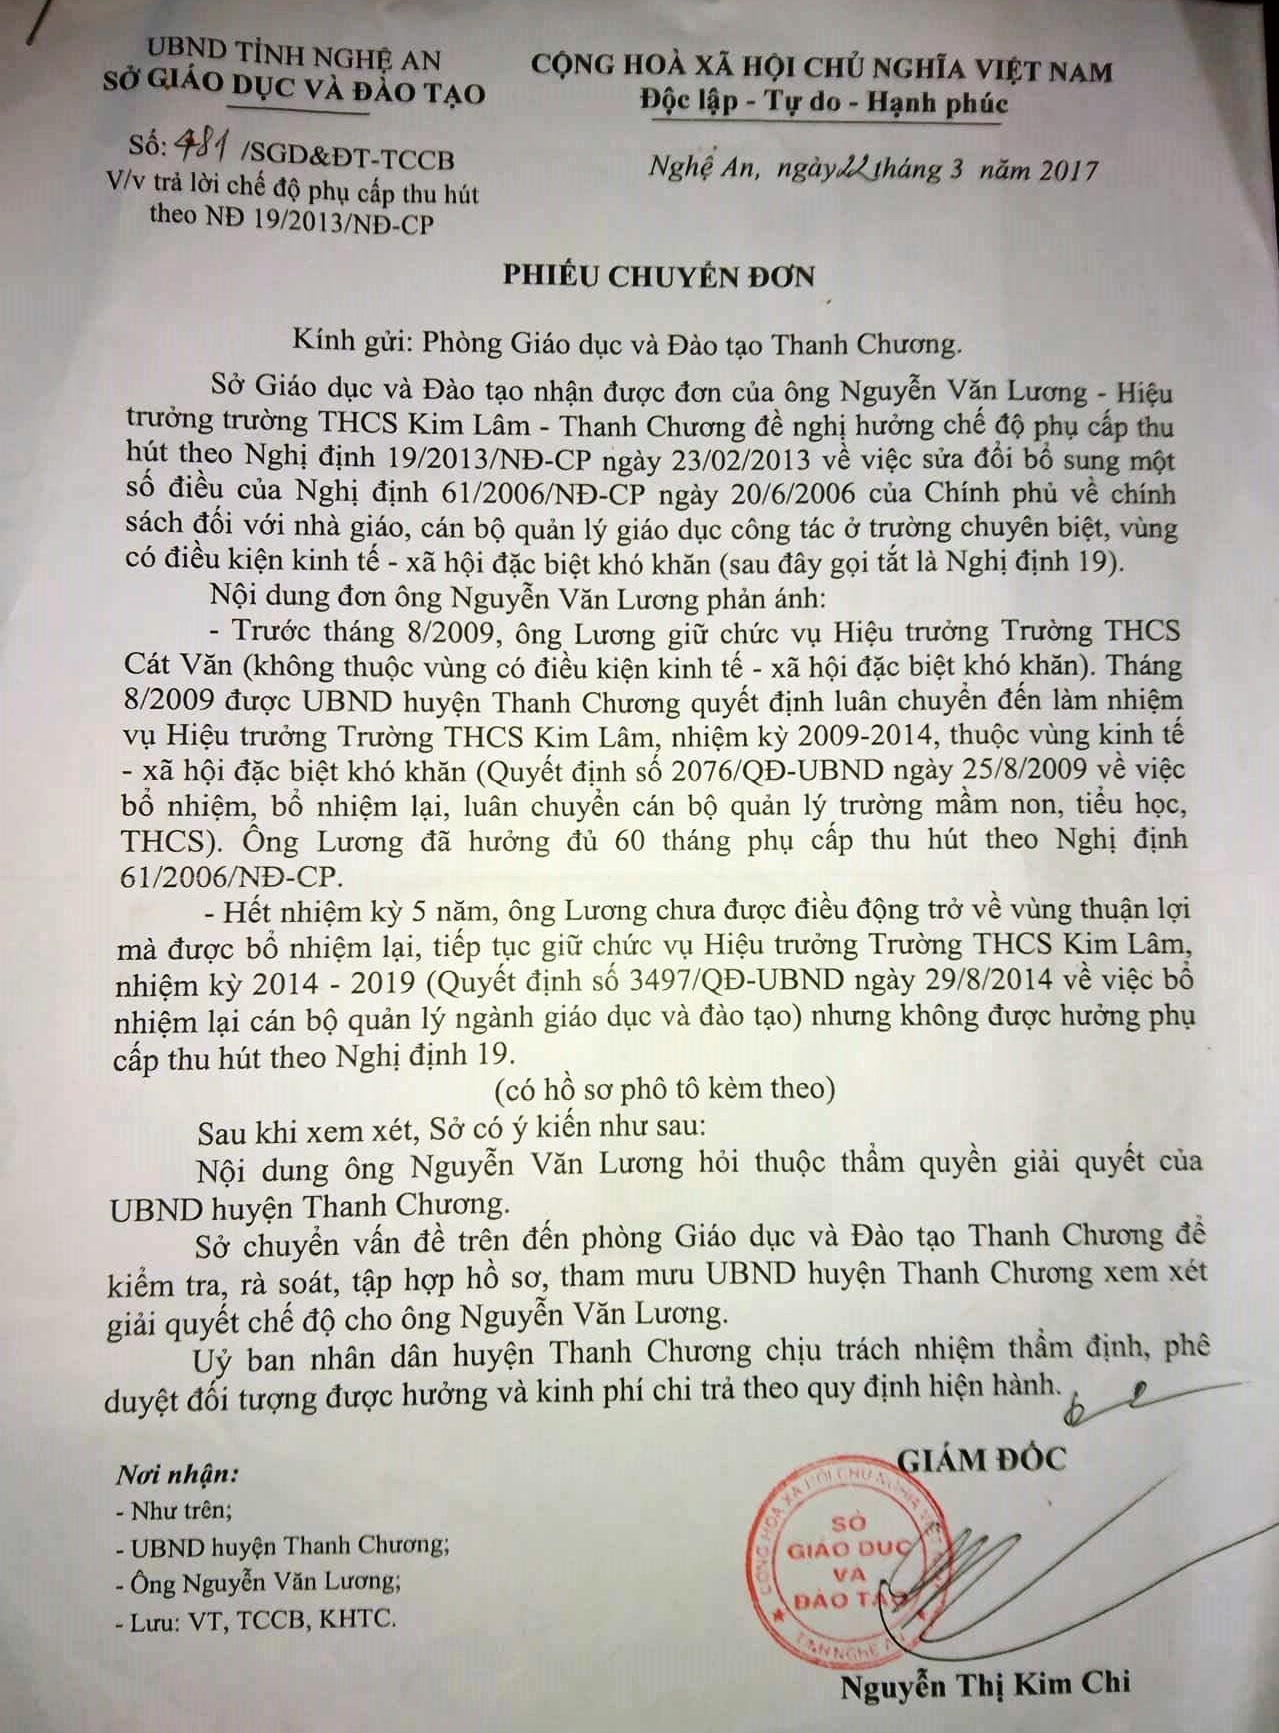 UBND TỈNH NGHỆ AN
SỞ GIÁO DỤC VÀ ĐÀO TẠO
CỘNG HOÀ XÃ HỘI CHỦ NGHĨA VIỆT NAM
Độc lập - Tự do - Hạnh phúc
Số: 481 /SGD&ĐT-TCCB
V/v trả lời chế độ phụ cấp thu hút
theo NĐ 19/2013/NĐ-CP
Nghệ An, ngày 22 tháng 3 năm 2017
PHIẾU CHUYỂN ĐƠN
Kính gửi: Phòng Giáo dục và Đào tạo Thanh Chương.
Sở Giáo dục và Đào tạo nhận được đơn của ông Nguyễn Văn Lương - Hiệu
trưởng trường THCS Kim Lâm - Thanh Chương đề nghị hưởng chế độ phụ cấp thu
hút theo Nghị định 19/2013/NĐ-CP ngày 23/02/2013 về việc sửa đổi bổ sung một
số điều của Nghị định 61/2006/NĐ-CP ngày 20/6/2006 của Chính phủ về chính
sách đối với nhà giáo, cán bộ quản lý giáo dục công tác ở trường chuyên biệt, vùng
có điều kiện kinh tế - xã hội đặc biệt khó khăn (sau đây gọi tắt là Nghị định 19).
Nội dung đơn ông Nguyễn Văn Lương phản ánh:
- Trước tháng 8/2009, ông Lương giữ chức vụ Hiệu trưởng Trường THCS
Cát Văn (không thuộc vùng có điều kiện kinh tế - xã hội đặc biệt khó khăn). Tháng
8/2009 được UBND huyện Thanh Chương quyết định luân chuyển đến làm nhiệm
vụ Hiệu trưởng Trường THCS Kim Lâm, nhiệm kỳ 2009-2014, thuộc vùng kinh tế
- xã hội đặc biệt khó khăn (Quyết định số 2076/QĐ-UBND ngày 25/8/2009 về việc
bổ nhiệm, bổ nhiệm lại, luân chuyển cán bộ quản lý trường mầm non, tiểu học,
THCS). Ông Lương đã hưởng đủ 60 tháng phụ cấp thu hút theo Nghị định
61/2006/NĐ-CP.
- Hết nhiệm kỳ 5 năm, ông Lương chưa được điều động trở về vùng thuận lợi
mà được bổ nhiệm lại, tiếp tục giữ chức vụ Hiệu trưởng Trường THCS Kim Lâm,
nhiệm kỳ 2014 - 2019 (Quyết định số 3497/QĐ-UBND ngày 29/8/2014 về việc bổ
nhiệm lại cán bộ quản lý ngành giáo dục và đào tạo) nhưng không được hưởng phụ
cấp thu hút theo Nghị định 19.
(có hồ sơ phô tô kèm theo)
Sau khi xem xét, Sở có ý kiến như sau:
Nội dung ông Nguyễn Văn Lương hỏi thuộc thẩm quyền giải quyết của
UBND huyện Thanh Chương.
Sở chuyển vấn đề trên đến phòng Giáo dục và Đào tạo Thanh Chương để
kiểm tra, rà soát, tập hợp hồ sơ, tham mưu UBND huyện Thanh Chương xem xét
giải quyết chế độ cho ông Nguyễn Văn Lương.
Uỷ ban nhân dân huyện Thanh Chương chịu trách nhiệm thẩm định, phê
duyệt đối tượng được hưởng và kinh phí chi trả theo quy định hiện hành.
Nơi nhận:
- Như trên;
- UBND huyện Thanh Chương;
- Ông Nguyễn Văn Lương;
- Lưu: VT, TCCB, KHTC.
GIÁM ĐỐC
SỞ
GIÁO DỤC
VÀ
ĐÀO TẠO
TỈNH NGHỆ AN
Nguyễn Thị Kim Chi